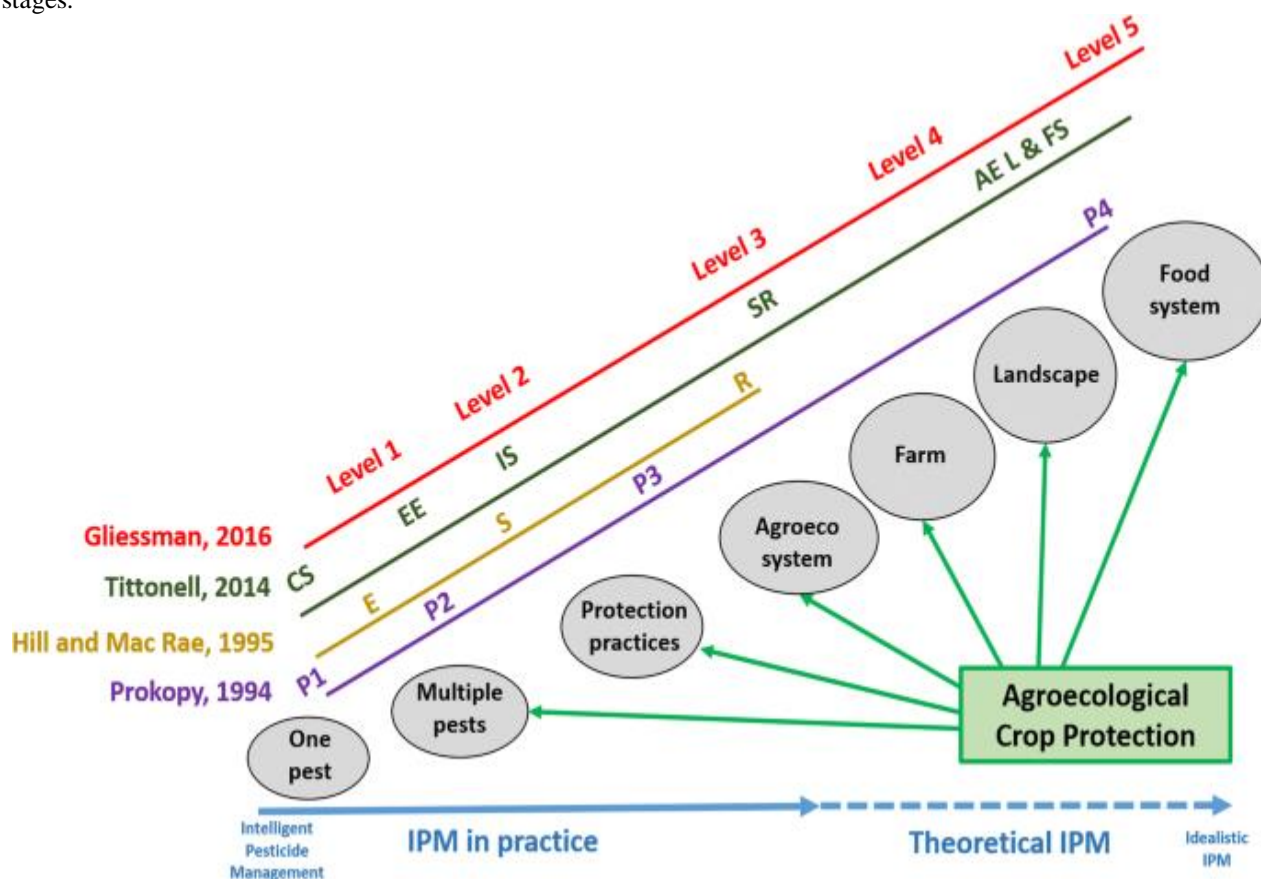 stages.
Level 5
Level 4
Level 3
Level 2
Level 1
AE L & FS
SR
IS
EE
CS
R
S
E
P4
P3
P2
P1
Gliessman, 2016
Tittonell, 2014
Hill and Mac Rae, 1995
Prokopy, 1994
Food
system
Landscape
Farm
Agroeco
system
Protection
practices
Multiple
pests
One
pest
Agroecological
Crop Protection
Intelligent
Pesticide
Management
IPM in practice
Theoretical IPM
Idealistic
IPM